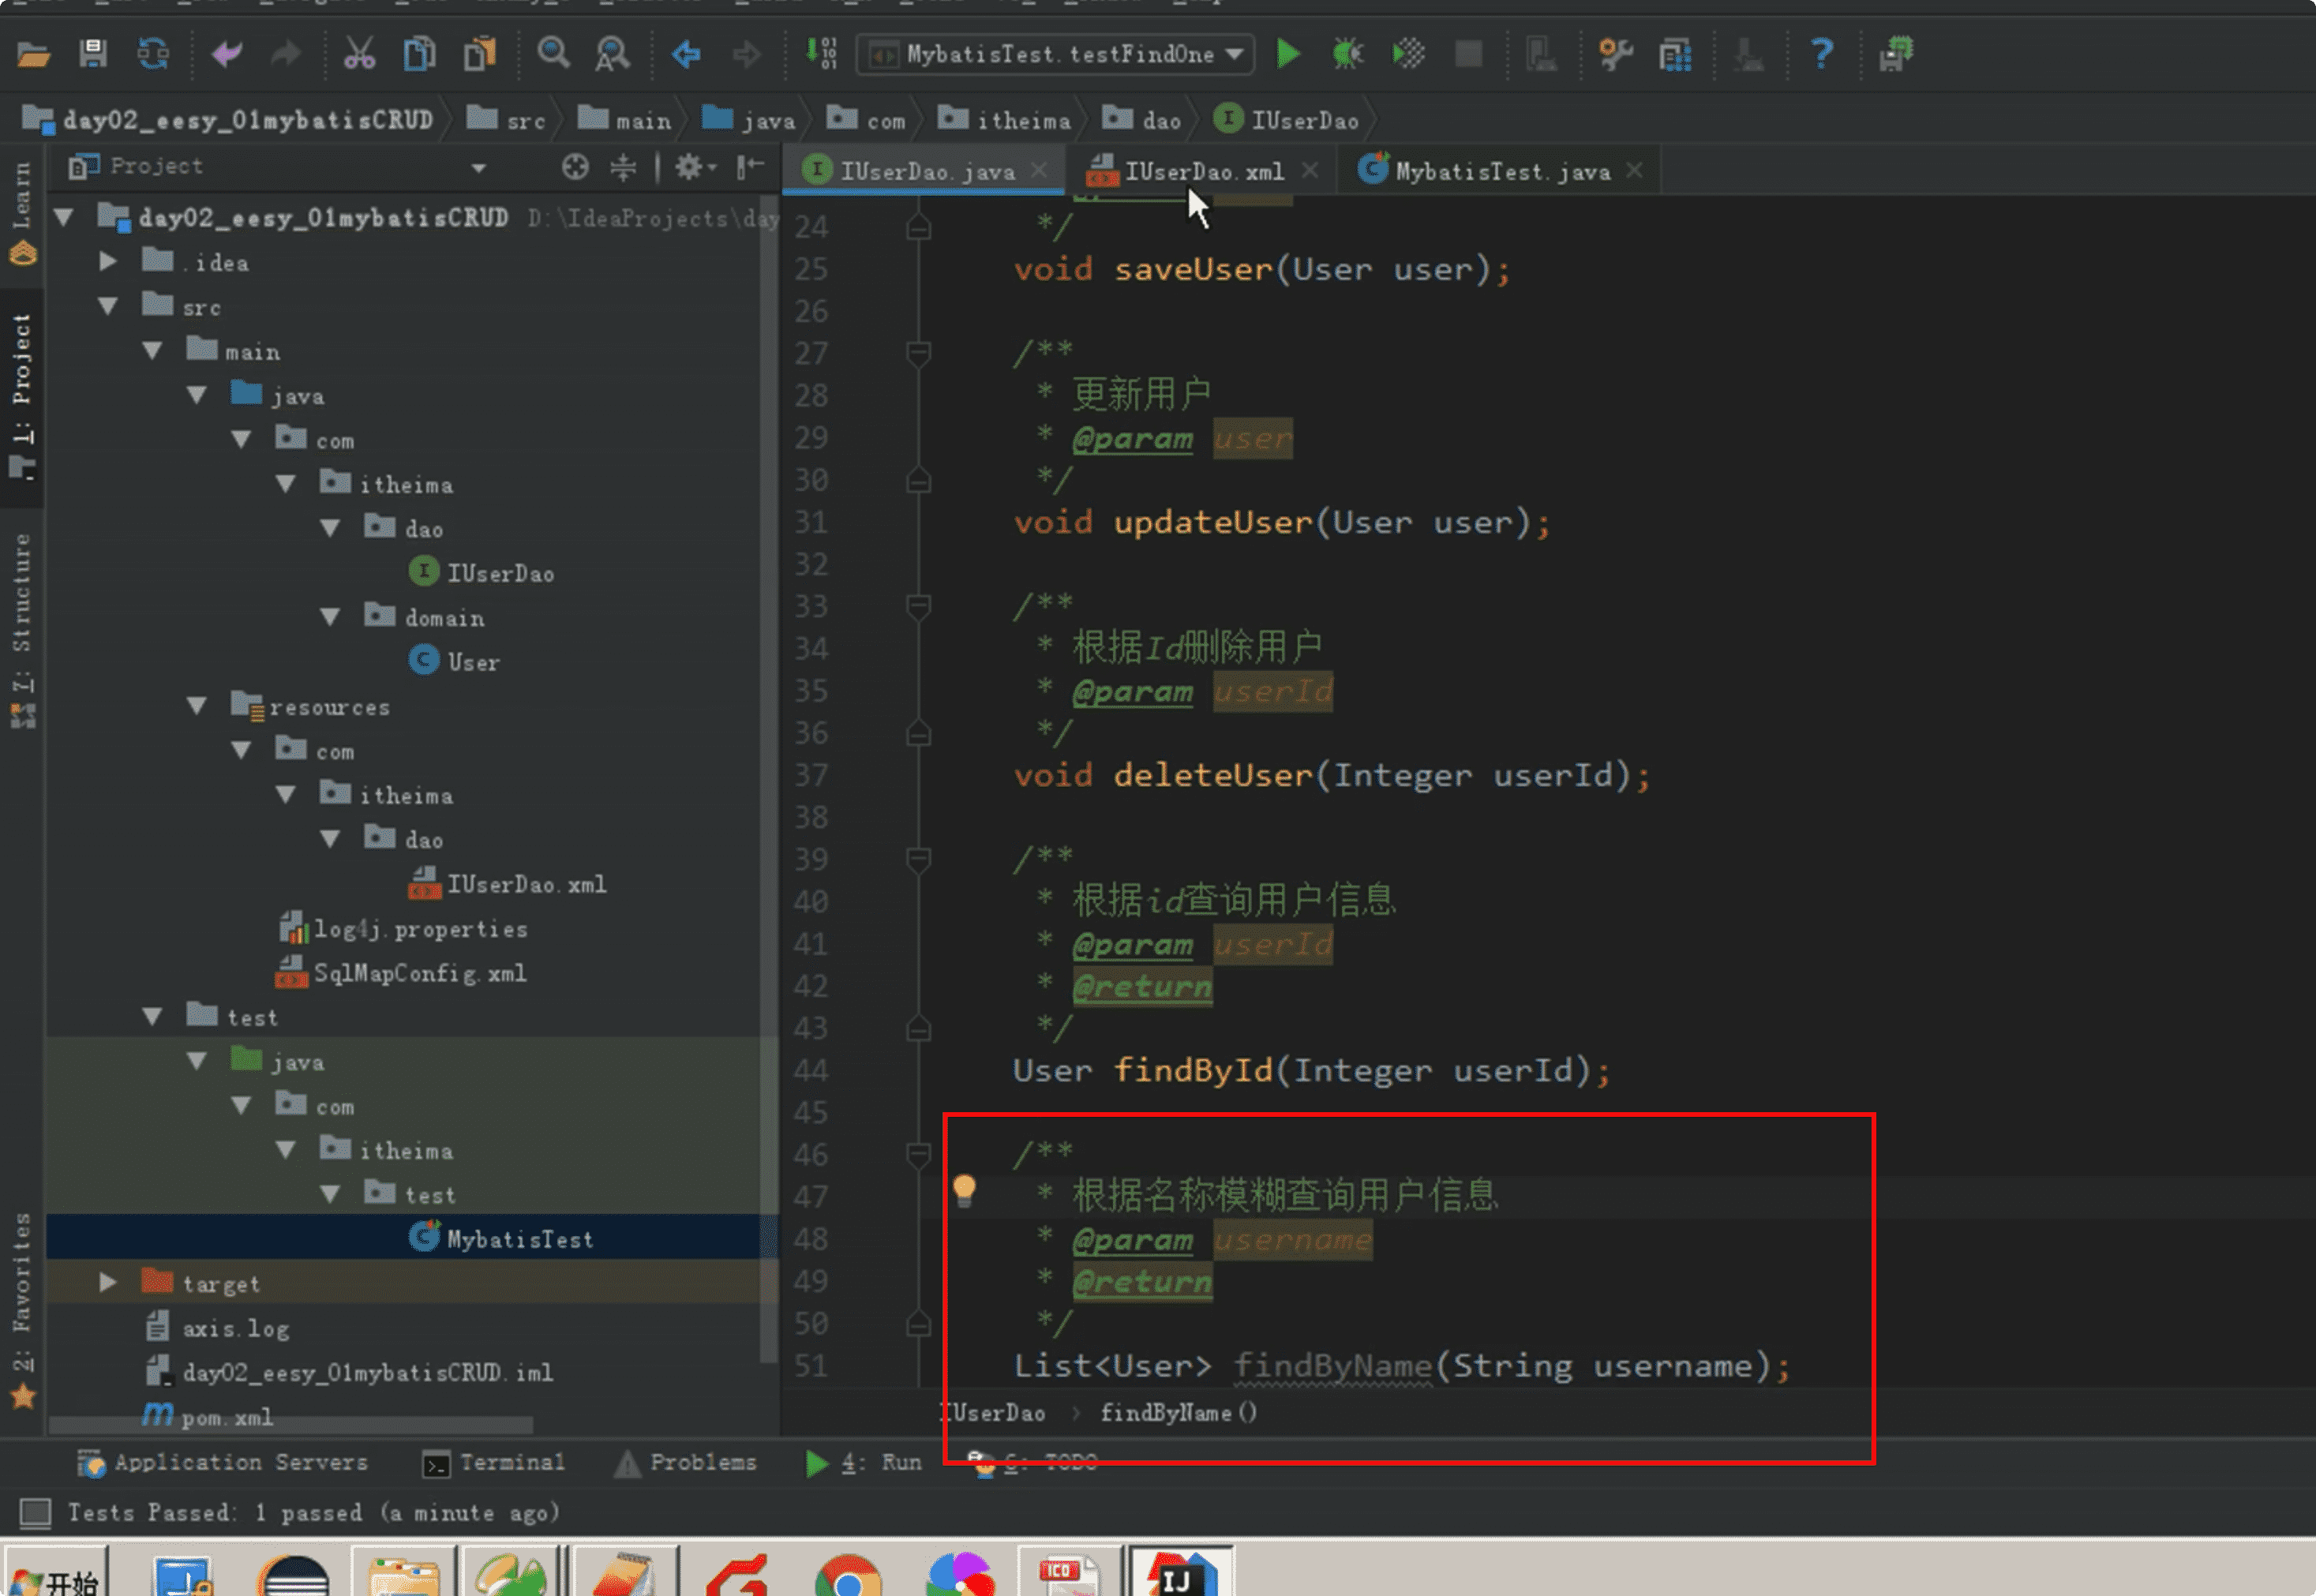 MybatisTest.testFindOne
day02_eesy_01mybatisCRUD
src
main
java
com
itheima
dao
IUserDao
Project
IUserDao.java
IUserDao.xml
MybatisTest.java
Learn
1: Project
7: Structure
2: Favorites
day02_eesy_01mybatisCRUD D:\IdeaProjects\day
.idea
src
main
java
com
itheima
dao
IUserDao
domain
User
resources
com
itheima
dao
IUserDao.xml
log4j.properties
SqlMapConfig.xml
test
java
com
itheima
test
MybatisTest
target
axis.log
day02_eesy_01mybatisCRUD.iml
pom.xml
24 */
25 void saveUser(User user);
26
27 /**
28 * 更新用户
29 * @param user
30 */
31 void updateUser(User user);
32
33 /**
34 * 根据Id删除用户
35 * @param userId
36 */
37 void deleteUser(Integer userId);
38
39 /**
40 * 根据id查询用户信息
41 * @param userId
42 * @return
43 */
44 User findById(Integer userId);
45
46 /**
47 * 根据名称模糊查询用户信息
48 * @param username
49 * @return
50 */
51 List<User> findByName(String username);
IUserDao › findByName()
Application Servers
Terminal
Problems
4: Run
6: TODO
Tests Passed: 1 passed (a minute ago)
开始
ICO
IJ